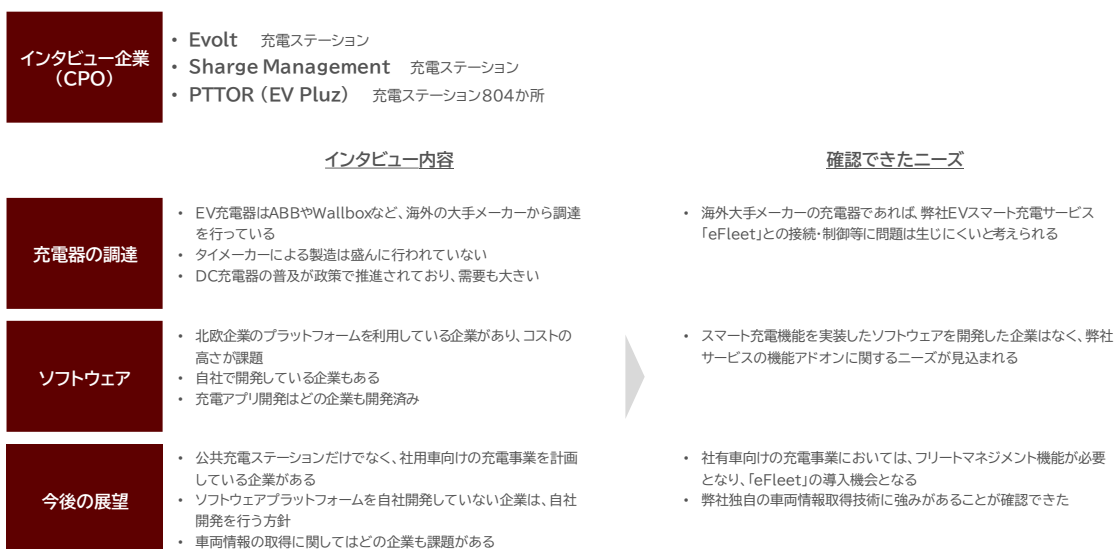 インタビュー企業
（CPO）
• Evolt　充電ステーション
• Sharge Management　充電ステーション
• PTTOR（EV Pluz）　充電ステーション804か所
インタビュー内容
確認できたニーズ
充電器の調達
• EV充電器はABBやWallboxなど、海外の大手メーカーから調達
を行っている
• タイメーカーによる製造は盛んに行われていない
• DC充電器の普及が政策で推進されており、需要も大きい
• 海外大手メーカーの充電器であれば、弊社EVスマート充電サービス
「eFleet」との接続・制御等に問題は生じにくいと考えられる
ソフトウェア
• 北欧企業のプラットフォームを利用している企業があり、コストの
高さが課題
• 自社で開発している企業もある
• 充電アプリ開発はどの企業も開発済み
• スマート充電機能を実装したソフトウェアを開発した企業はなく、弊社
サービスの機能アドオンに関するニーズが見込まれる
今後の展望
• 公共充電ステーションだけでなく、社用車向けの充電事業を計画
している企業がある
• ソフトウェアプラットフォームを自社開発していない企業は、自社
開発を行う方針
• 車両情報の取得に関してはどの企業も課題がある
• 社有車向けの充電事業においては、フリートマネジメント機能が必要
となり、「eFleet」の導入機会となる
• 弊社独自の車両情報取得技術に強みがあることが確認できた